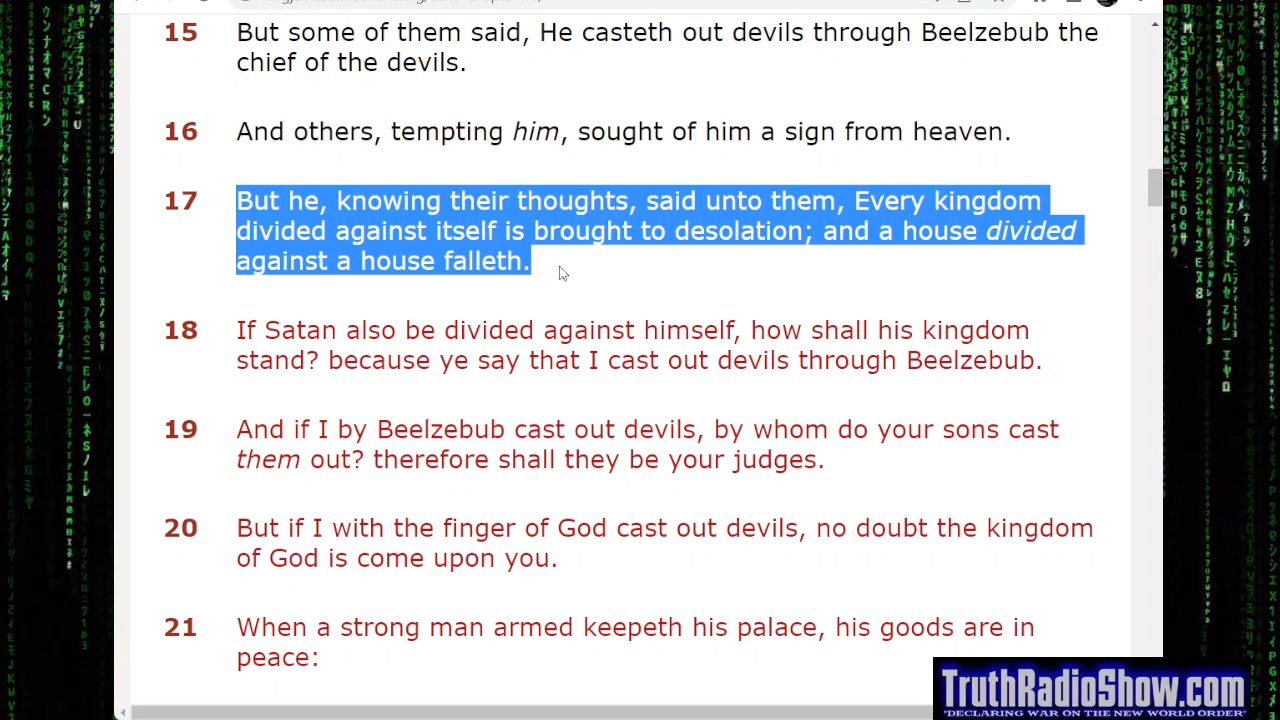 15 But some of them said, He casteth out devils through Beelzebub the
chief of the devils.
16 And others, tempting him, sought of him a sign from heaven.
17 But he, knowing their thoughts, said unto them, Every kingdom
divided against itself is brought to desolation; and a house divided
against a house falleth.
18 If Satan also be divided against himself, how shall his kingdom
stand? because ye say that I cast out devils through Beelzebub.
19 And if I by Beelzebub cast out devils, by whom do your sons cast
them out? therefore shall they be your judges.
20 But if I with the finger of God cast out devils, no doubt the kingdom
of God is come upon you.
21 When a strong man armed keepeth his palace, his goods are in
peace:
TruthRadioShow.com
"DECLARING WAR ON THE NEW WORLD ORDER"